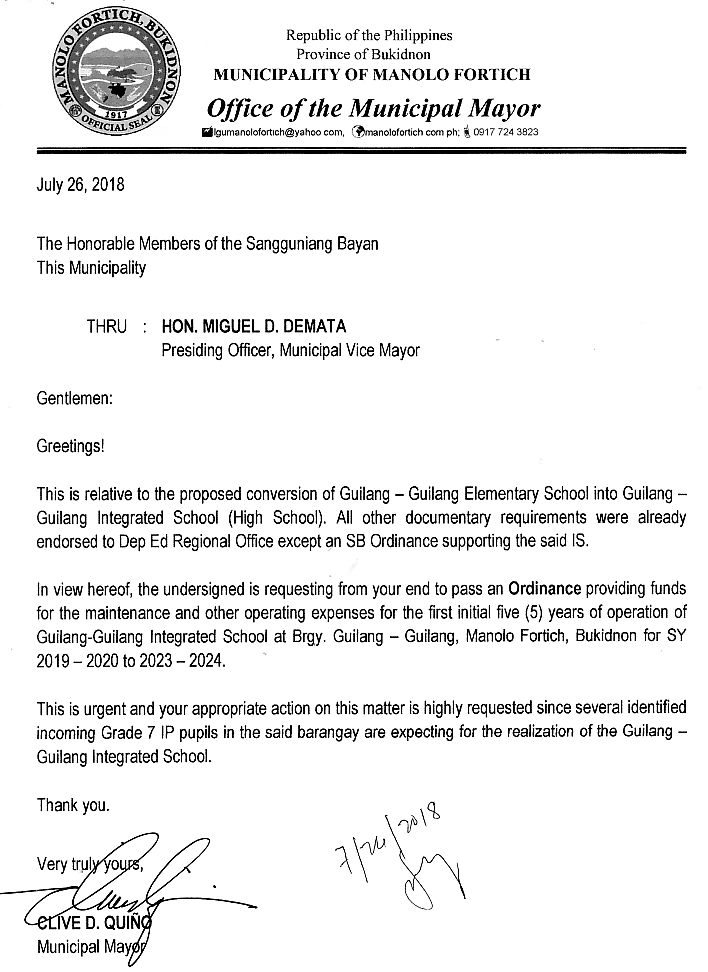 MANOLO FORTICH, BUKIDNON
1917
OFFICIAL SEAL
Republic of the Philippines
Province of Bukidnon
MUNICIPALITY OF MANOLO FORTICH
Office of the Municipal Mayor
lgumanolofortich@yahoo com, manolofortich com ph; 0917 724 3823
July 26, 2018
The Honorable Members of the Sangguniang Bayan
This Municipality
THRU : HON. MIGUEL D. DEMATA
Presiding Officer, Municipal Vice Mayor
Gentlemen:
Greetings!
This is relative to the proposed conversion of Guilang – Guilang Elementary School into Guilang –
Guilang Integrated School (High School). All other documentary requirements were already
endorsed to Dep Ed Regional Office except an SB Ordinance supporting the said IS.
In view hereof, the undersigned is requesting from your end to pass an Ordinance providing funds
for the maintenance and other operating expenses for the first initial five (5) years of operation of
Guilang-Guilang Integrated School at Brgy. Guilang – Guilang, Manolo Fortich, Bukidnon for SY
2019 – 2020 to 2023 – 2024.
This is urgent and your appropriate action on this matter is highly requested since several identified
incoming Grade 7 IP pupils in the said barangay are expecting for the realization of the Guilang –
Guilang Integrated School.
Thank you.
7/26/2018
Very truly yours,
CLIVE D. QUIÑO
Municipal Mayor